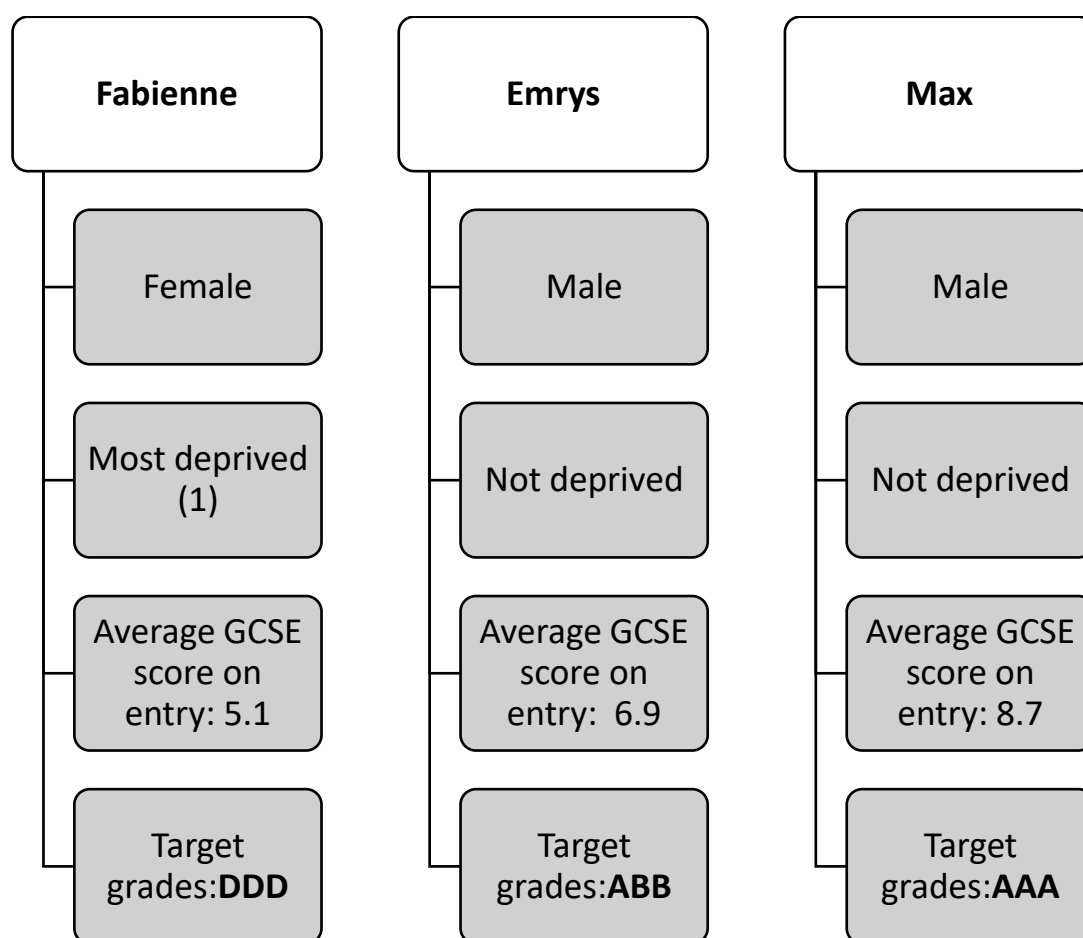 Fabienne
Female
Most deprived
(1)
Average GCSE
score on
entry: 5.1
Target
grades:DDD
Emrys
Male
Not deprived
Average GCSE
score on
entry:  6.9
Target
grades:ABB
Max
Male
Not deprived
Average GCSE
score on
entry: 8.7
Target
grades:AAA